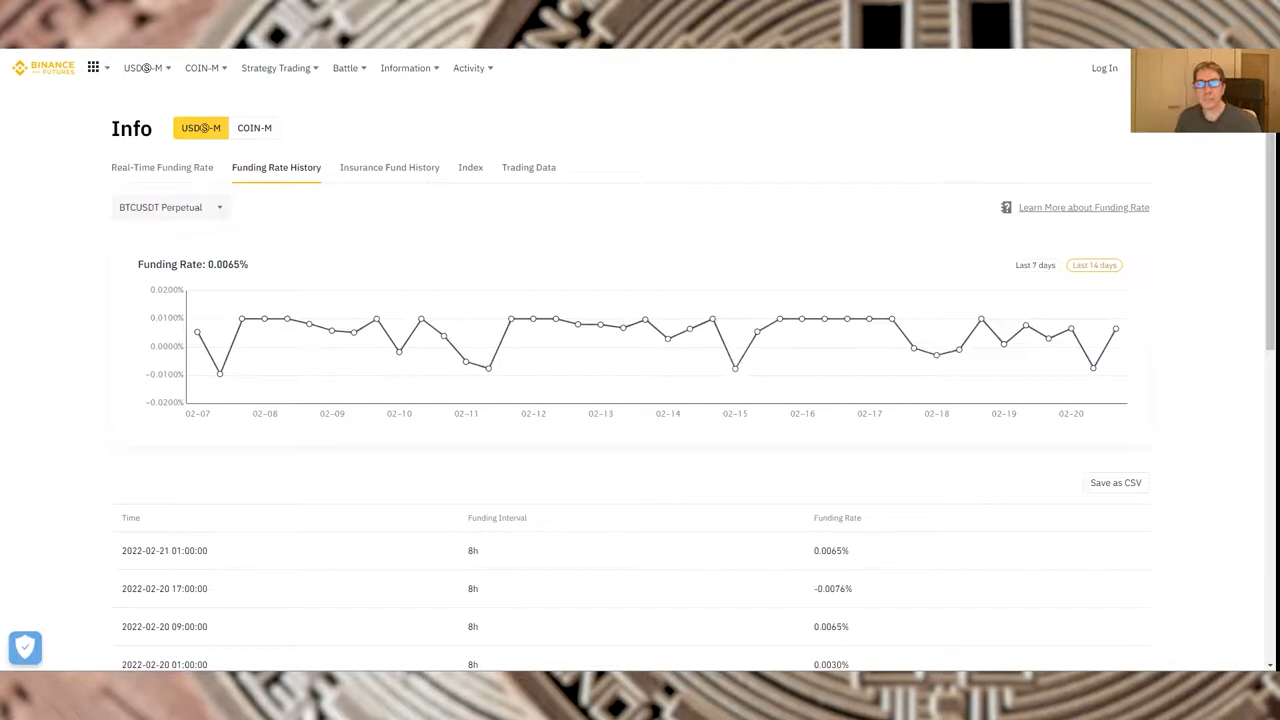 BINANCE FUTURES USDⓈ-M COIN-M Strategy Trading Battle Information Activity Log In
Info USDⓈ-M COIN-M
Real-Time Funding Rate Funding Rate History Insurance Fund History Index Trading Data
BTCUSDT Perpetual Learn More about Funding Rate
Funding Rate: 0.0065% Last 7 days Last 14 days
0.0200%
0.0100%
0.0000%
-0.0100%
-0.0200%
02-07 02-08 02-09 02-10 02-11 02-12 02-13 02-14 02-15 02-16 02-17 02-18 02-19 02-20
Save as CSV
Time Funding Interval Funding Rate
2022-02-21 01:00:00 8h 0.0065%
2022-02-20 17:00:00 8h -0.0076%
2022-02-20 09:00:00 8h 0.0065%
2022-02-20 01:00:00 8h 0.0030%